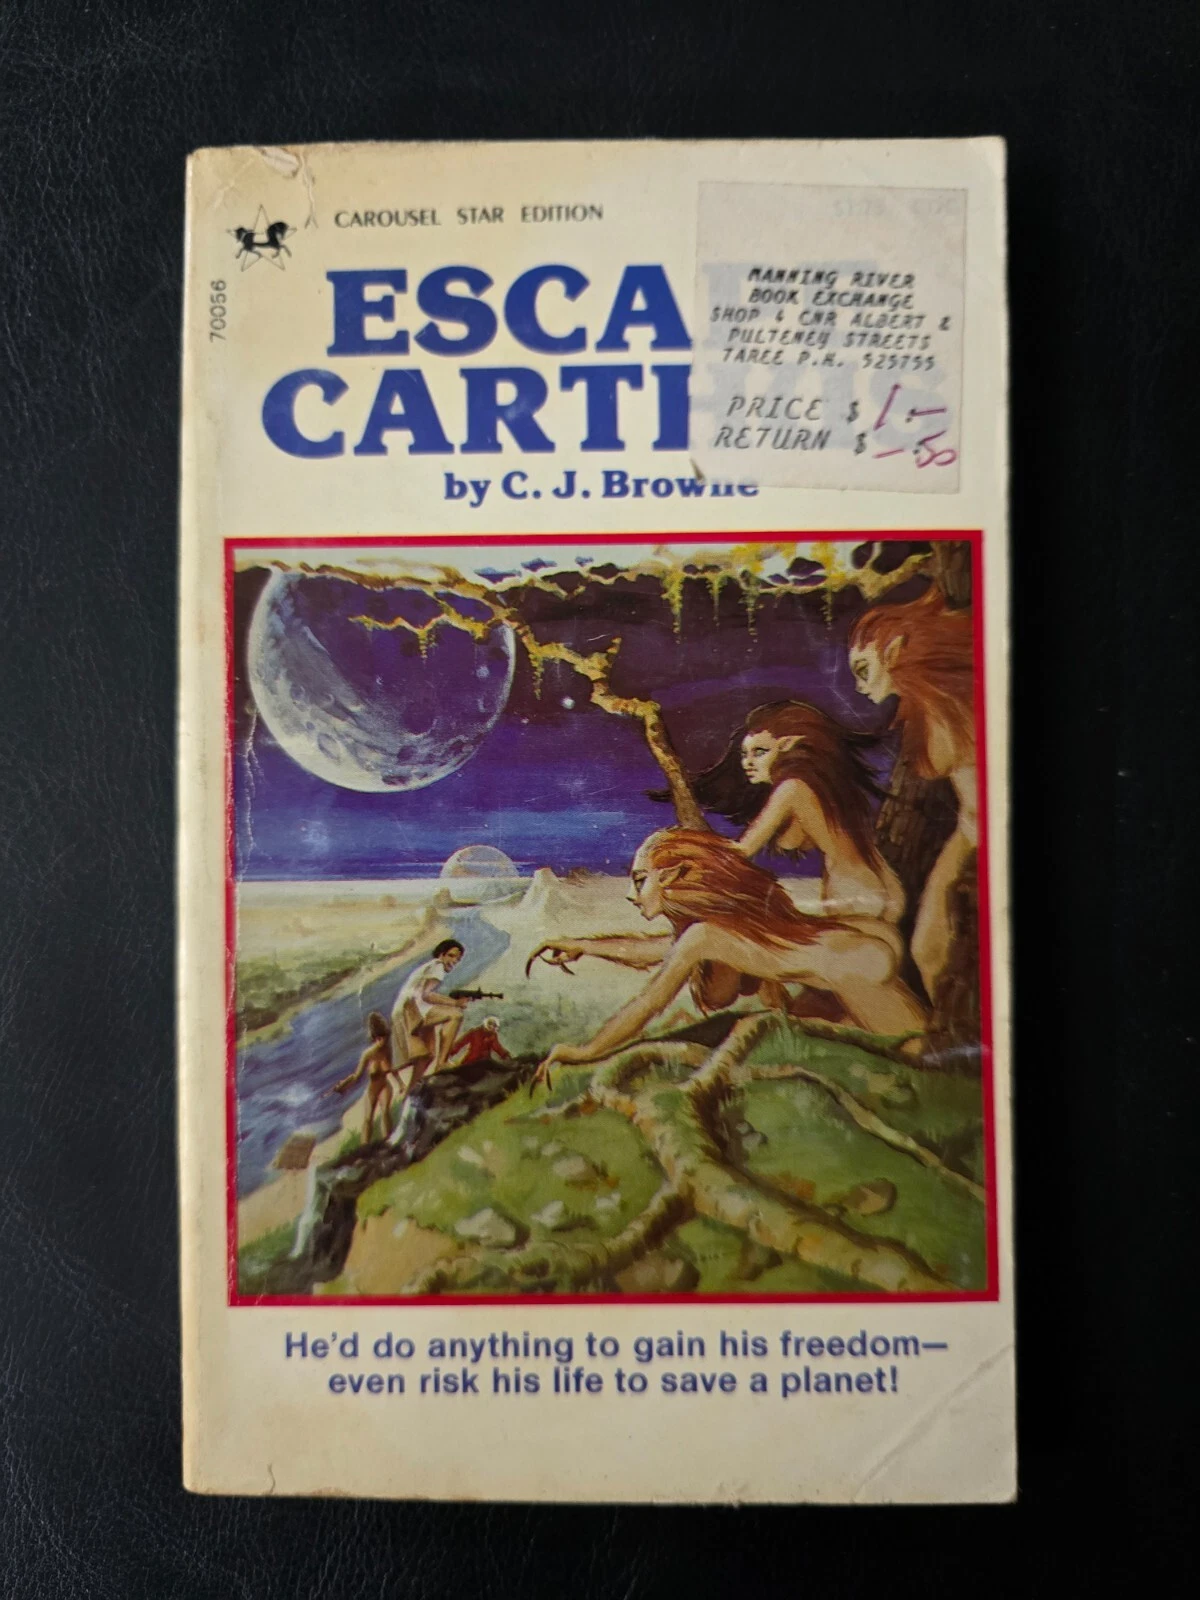 CAROUSEL STAR EDITION
70056
ESCA
CARTI
by C. J. Browne
MANNING RIVER
BOOK EXCHANGE
SHOP 4 CNR ALBERT &
PULTENEY STREETS
TAREE P.H. 525755
PRICE $ 1.—
RETURN $ —.50
He'd do anything to gain his freedom—
even risk his life to save a planet!